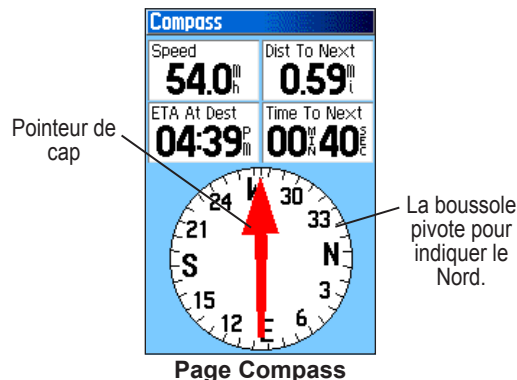 Compass
Speed
54.0 mh
Dist To Next
0.59 mi
ETA At Dest
04:39 PM
Time To Next
00 MIN 40 SEC
Pointeur de
cap
La boussole
pivote pour
indiquer le
Nord.
W
30
33
N
3
6
E
12
15
S
21
24
Page Compass